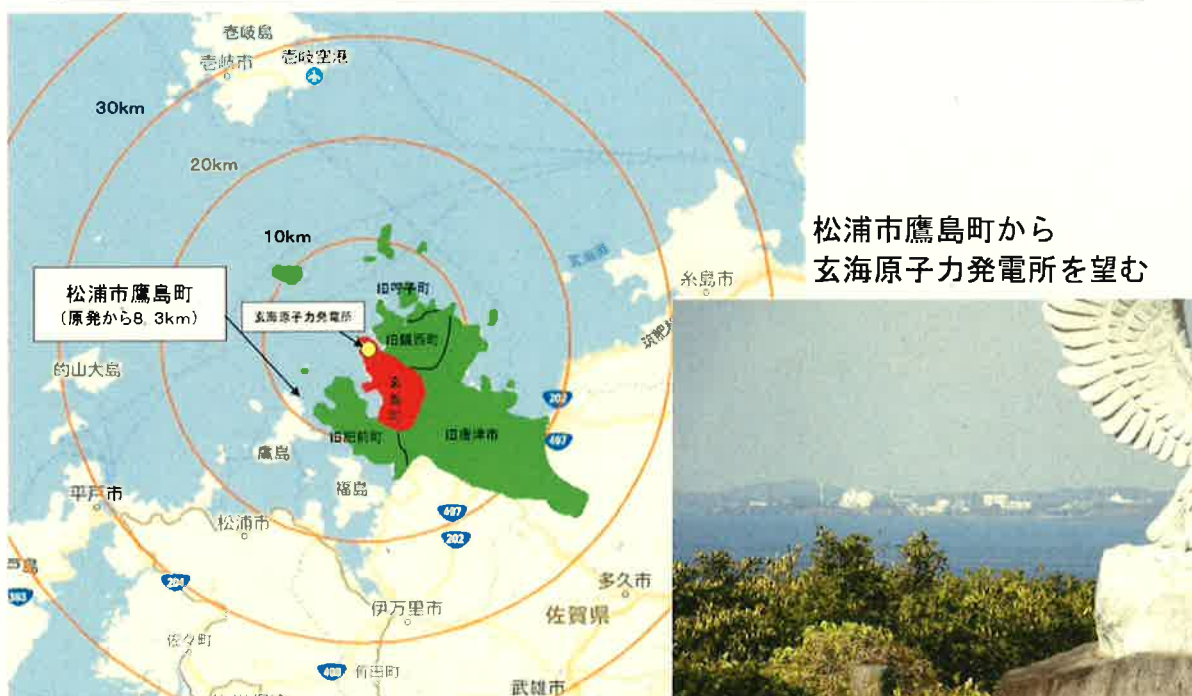 壱岐島
壱岐市
壱岐空港
30km
20km
10km
松浦市鷹島町
(原発から8.3km)
玄海原子力発電所
旧呼子町
旧鎮西町
玄海町
旧肥前町
旧唐津市
糸島市
的山大島
鷹島
福島
平戸市
松浦市
202
497
497
202
204
伊万里市
多久市
佐賀県
佐々町
有田町
武雄市
松浦市鷹島町から
玄海原子力発電所を望む